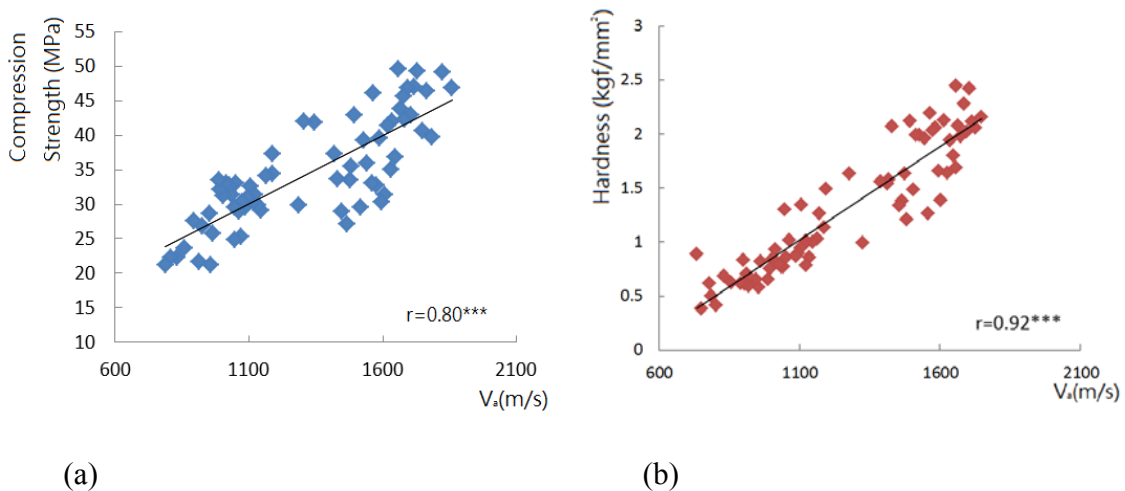 Compression
Strength (MPa)
55
50
45
40
35
30
25
20
15
10
r=0.80***
600
1100
1600
2100
Vₐ(m/s)
(a)
Hardness (kgf/mm²)
3
2.5
2
1.5
1
0.5
0
r=0.92***
600
1100
1600
2100
Vₐ(m/s)
(b)